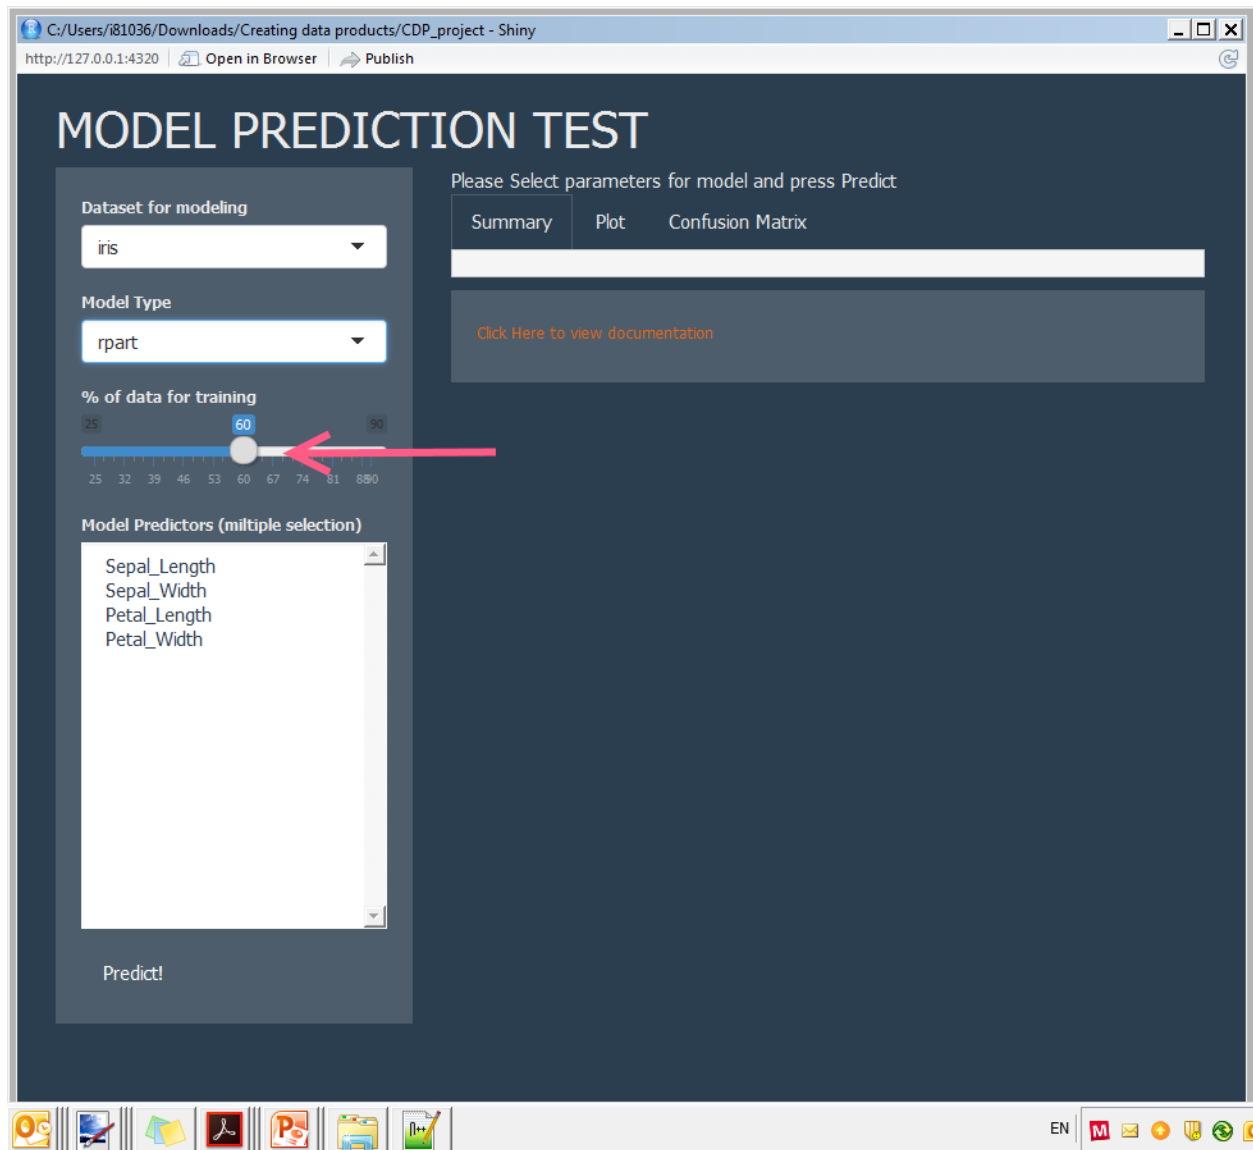 C:/Users/i81036/Downloads/Creating data products/CDP_project - Shiny
http://127.0.0.1:4320 Open in Browser Publish
MODEL PREDICTION TEST
Please Select parameters for model and press Predict
Summary Plot Confusion Matrix
Click Here to view documentation
Dataset for modeling
iris
Model Type
rpart
% of data for training
25 60 90
25 32 39 46 53 60 67 74 81 8890
Model Predictors (miltiple selection)
Sepal_Length
Sepal_Width
Petal_Length
Petal_Width
Predict!
EN